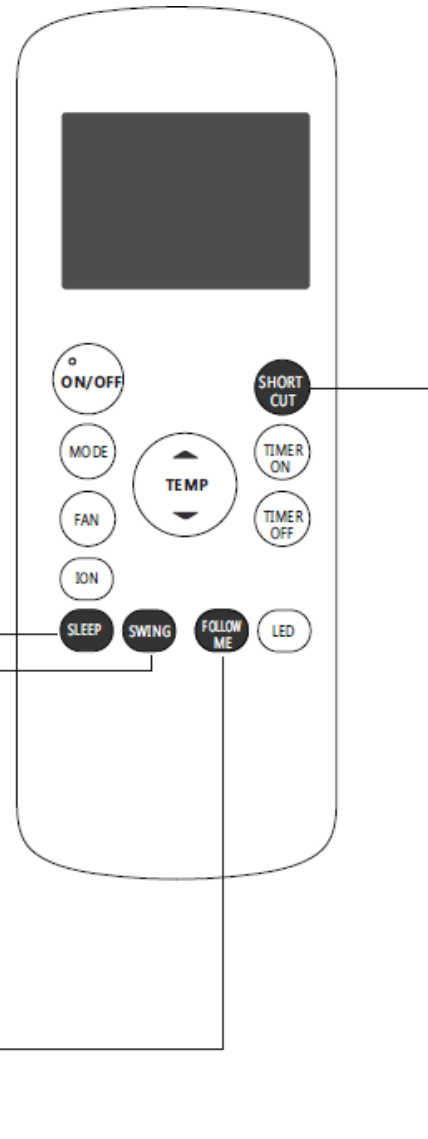 ON/OFF
SHORT
CUT
MODE
TEMP
TIMER
ON
FAN
TIMER
OFF
ION
SLEEP
SWING
FOLLOW
ME
LED